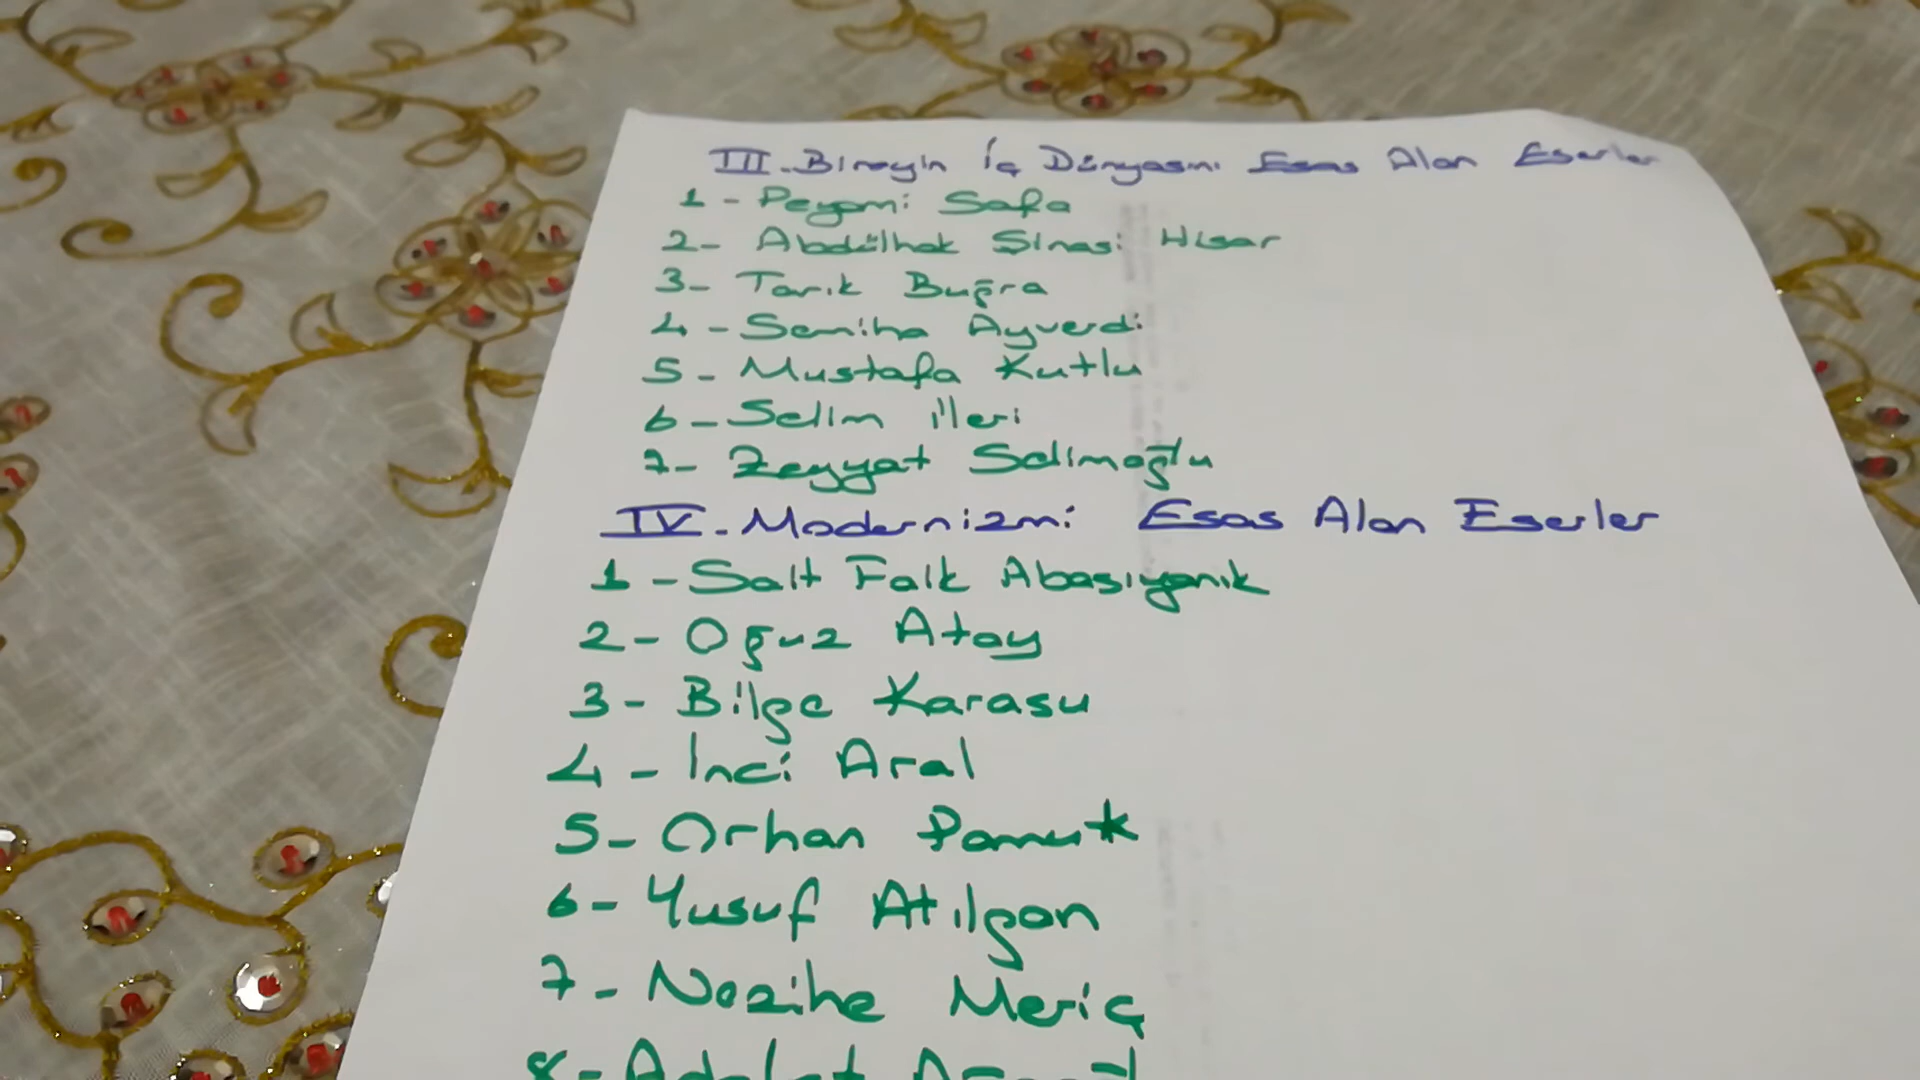 III-Bireyin İç Dünyasını Esas Alan Eserler
1-Peyami Safa
2-Abdülhak Şinasi Hisar
3-Tarık Buğra
4-Samiha Ayverdi
5-Mustafa Kutlu
6-Selim İleri
7-Zeyyat Selimoğlu
IV-Modernizmi Esas Alan Eserler
1-Sait Faik Abasıyanık
2-Oğuz Atay
3-Bilge Karasu
4-İnci Aral
5-Orhan Pamuk
6-Yusuf Atılgan
7-Nezihe Meriç
8-Adalet